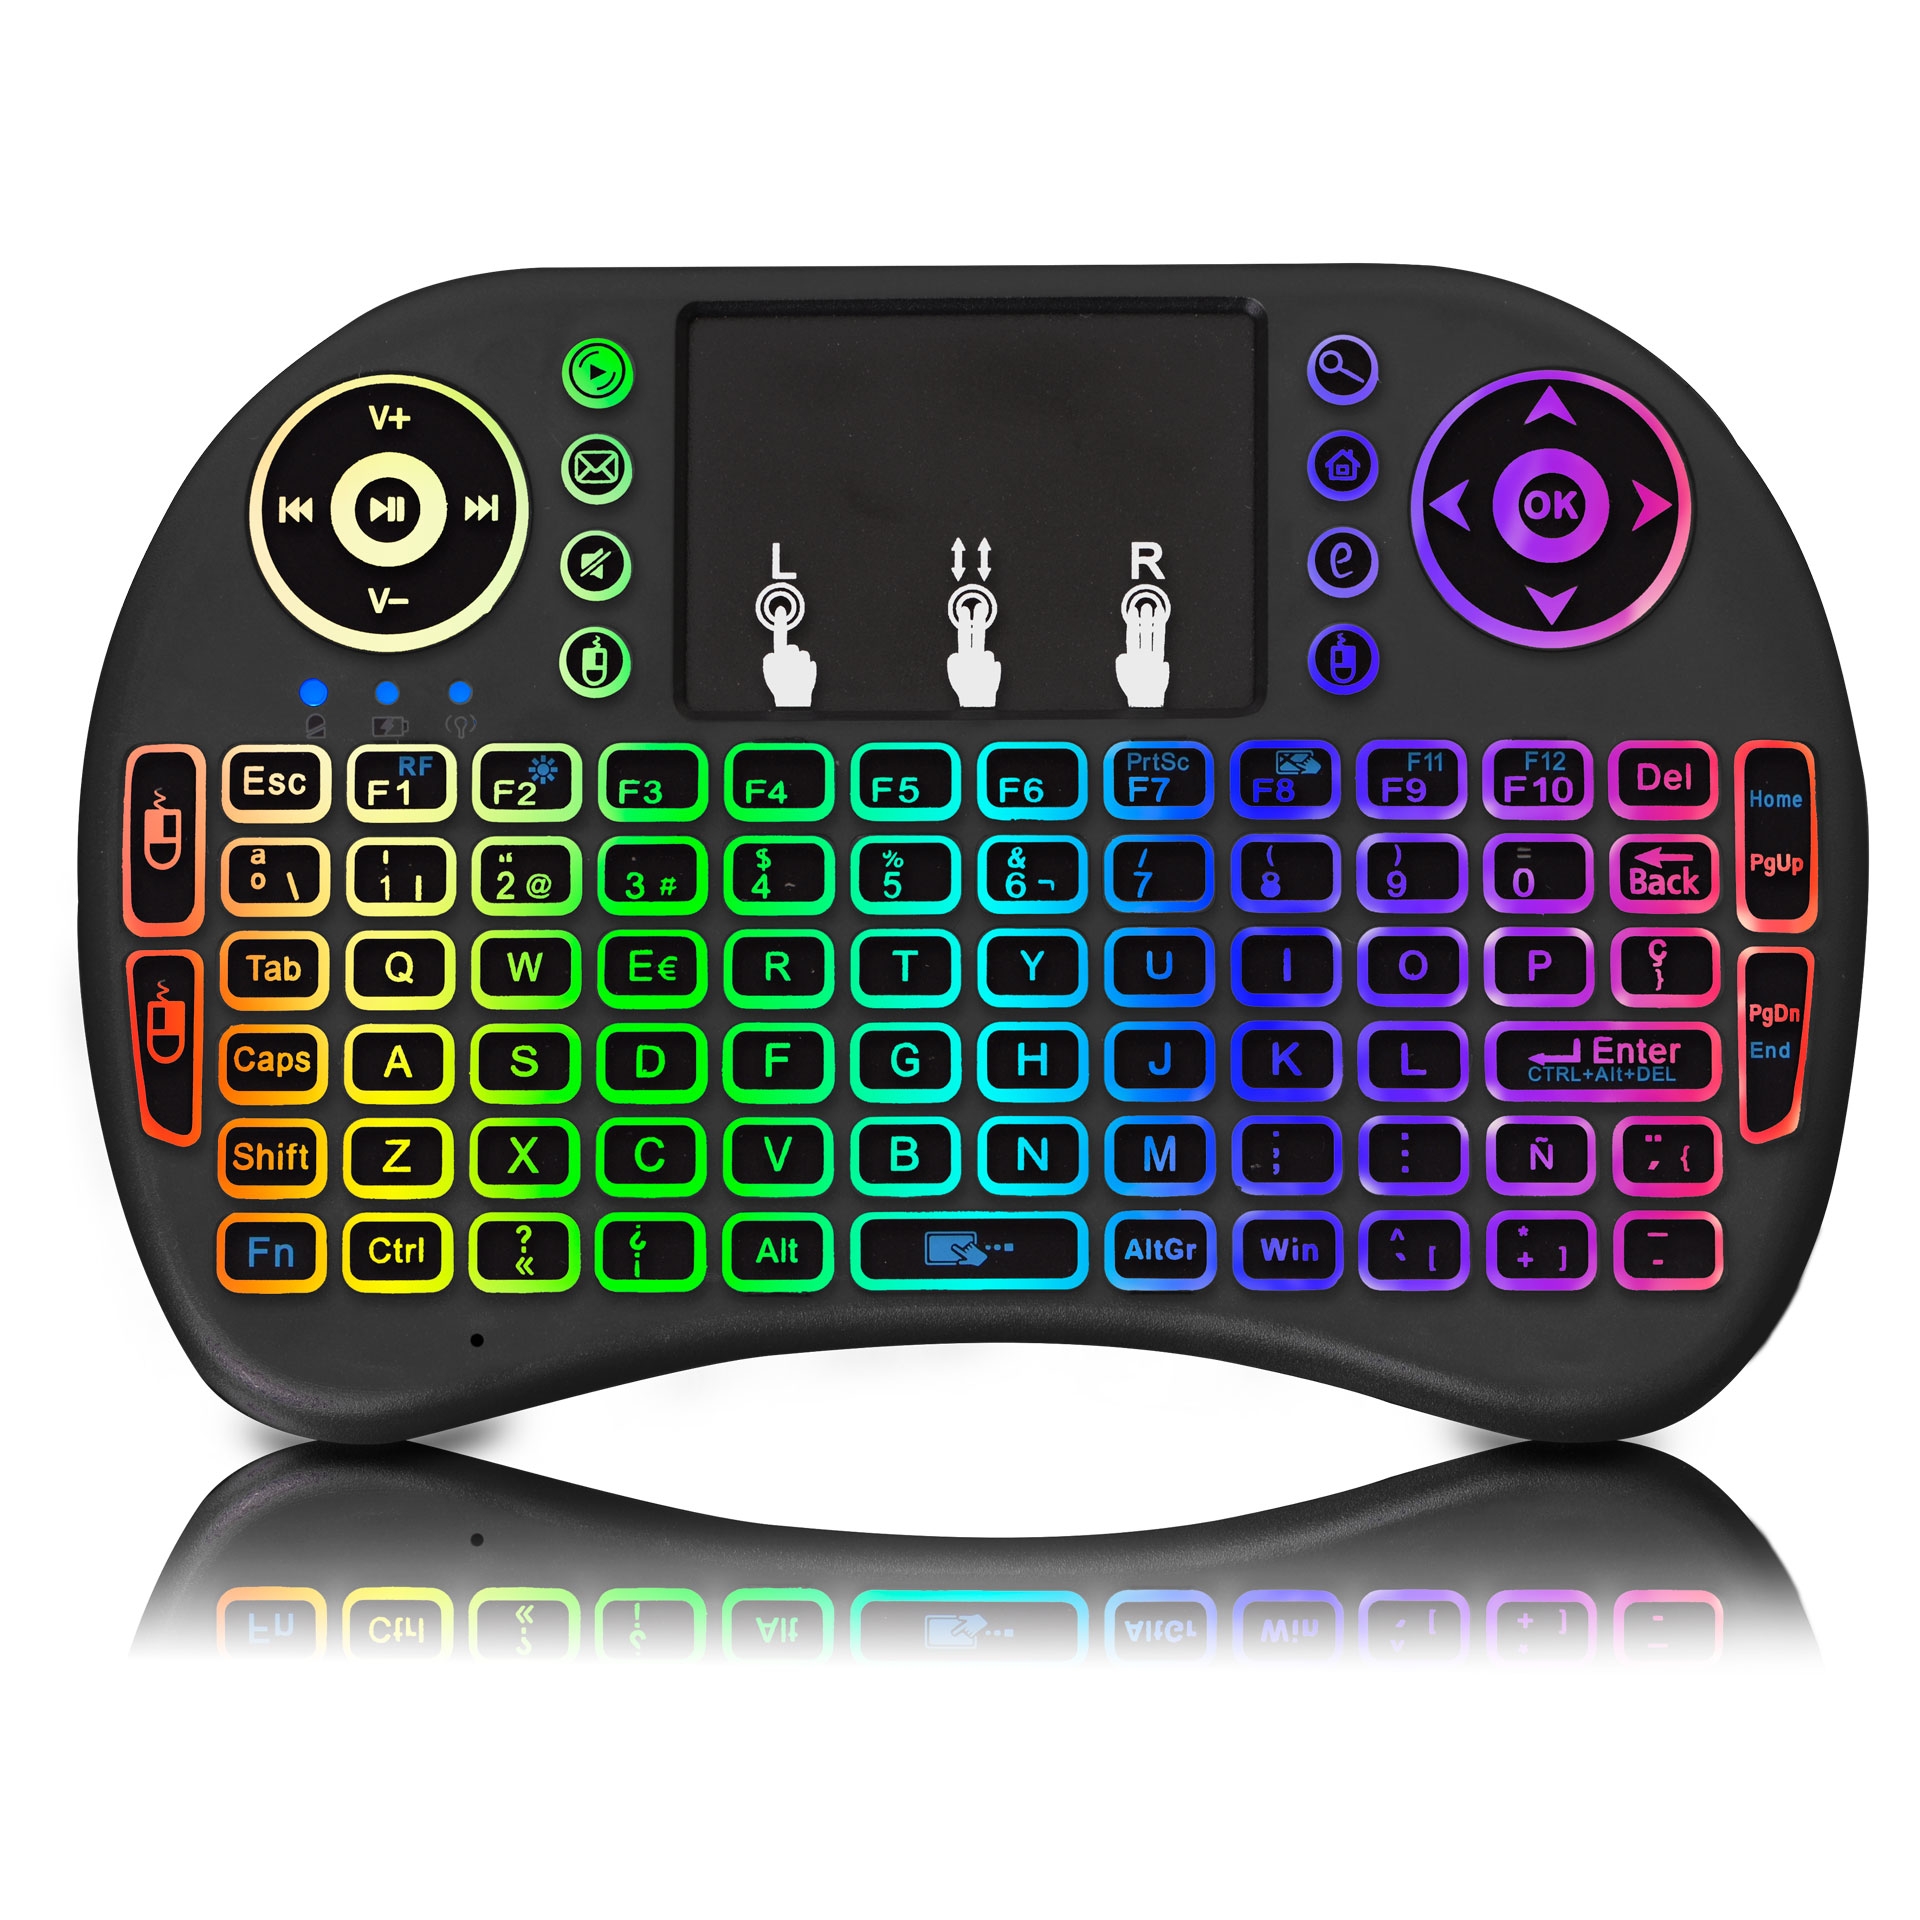 V+
V−
OK
L
R
Esc
RF
F1
F2
F3
F4
F5
F6
PrtSc
F7
F8
F11
F9
F12
F10
Del
Home
PgUp
a
o \
1 |
“
2 @
3 #
$
4
%
5
&
6 ¬
/
7
(
8
)
9
=
0
Back
Tab
Q
W
E€
R
T
Y
U
I
O
P
Ç
}
PgDn
End
Caps
A
S
D
F
G
H
J
K
L
Enter
CTRL+Alt+DEL
Shift
Z
X
C
V
B
N
M
;
:
Ñ
¨
{
Fn
Ctrl
?
«
¿
¡
Alt
AltGr
Win
^
` [
*
+ ]
_
-